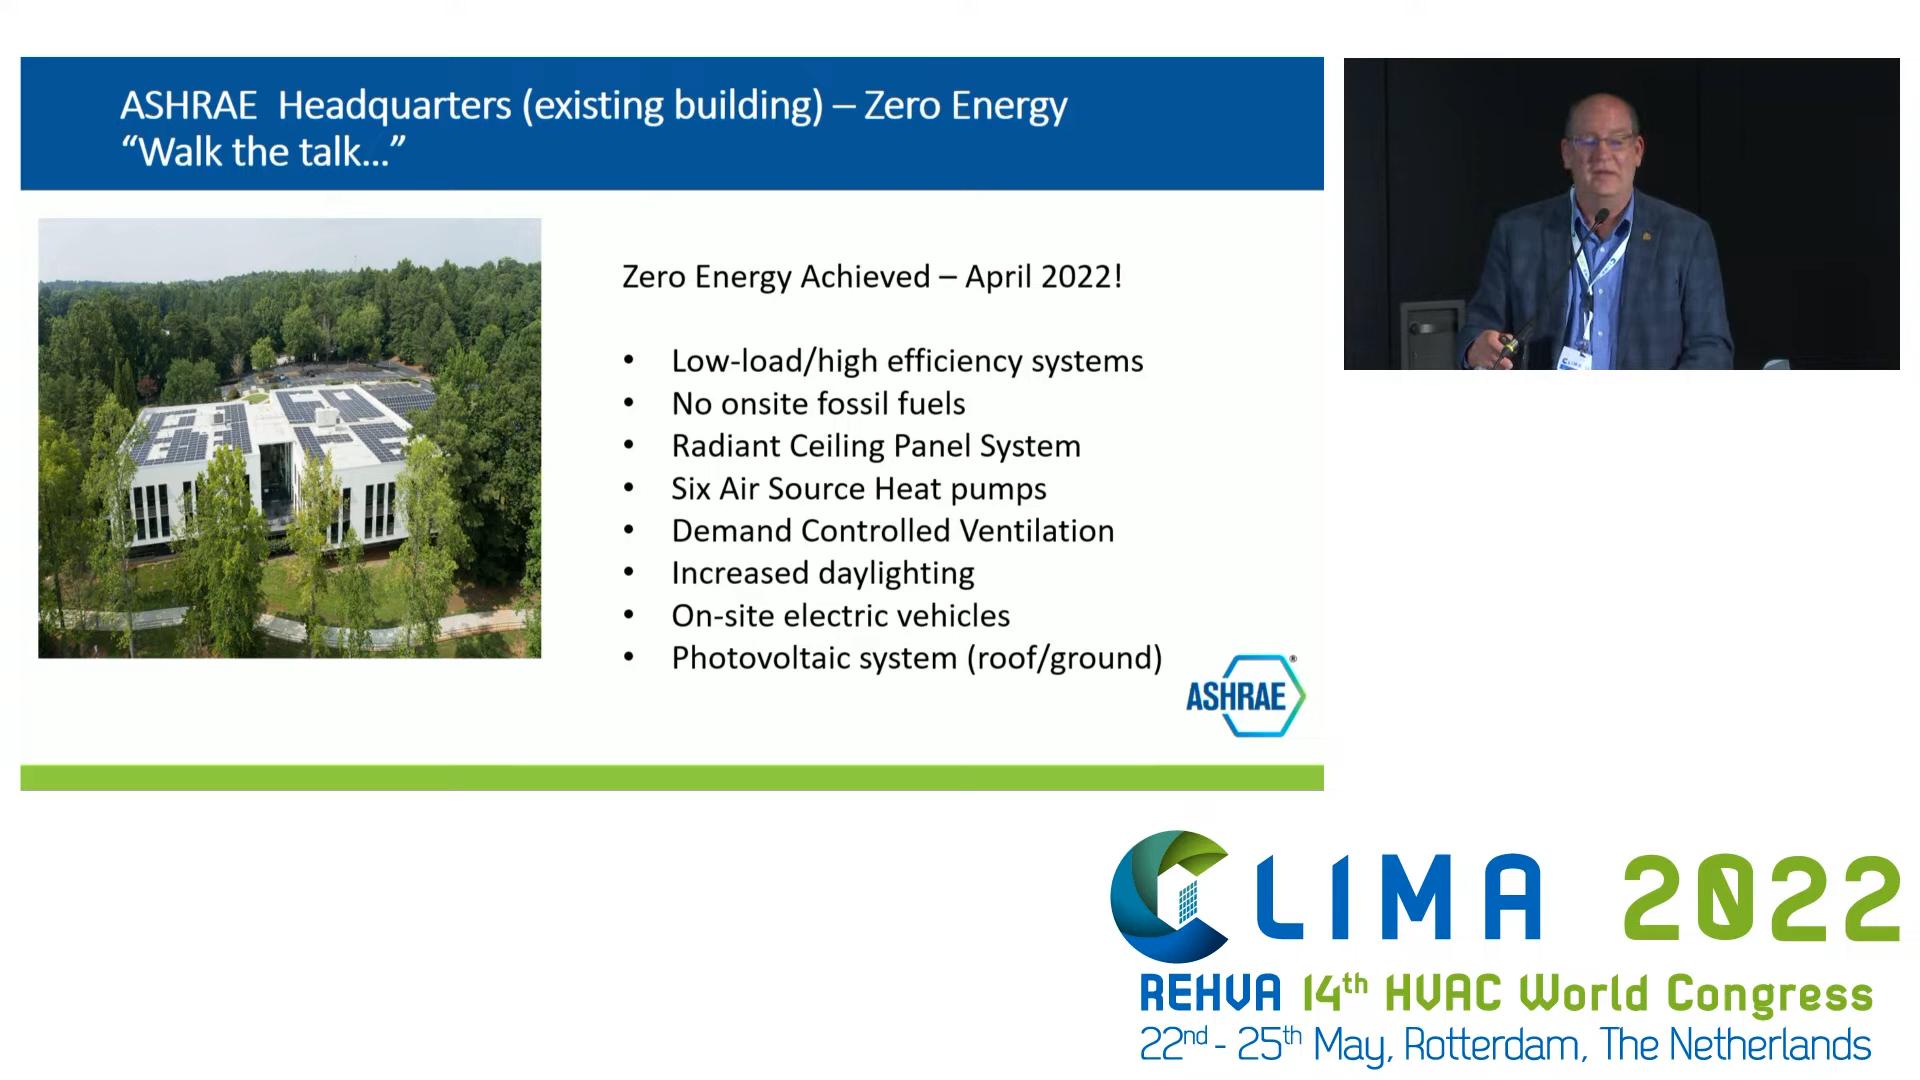 ASHRAE Headquarters (existing building) – Zero Energy
“Walk the talk…”
Zero Energy Achieved – April 2022!
• Low-load/high efficiency systems
• No onsite fossil fuels
• Radiant Ceiling Panel System
• Six Air Source Heat pumps
• Demand Controlled Ventilation
• Increased daylighting
• On-site electric vehicles
• Photovoltaic system (roof/ground)
ASHRAE®
CLIMA
CLIMA 2022
REHVA 14th HVAC World Congress
22nd - 25th May, Rotterdam, The Netherlands